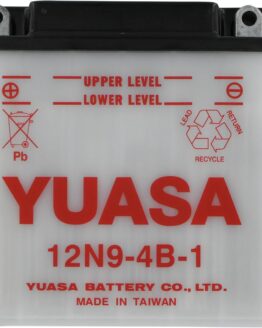 UPPER LEVEL
LOWER LEVEL
Pb
LEAD
RETURN
RECYCLE
YUASA
12N9-4B-1
YUASA BATTERY CO., LTD.
MADE IN TAIWAN